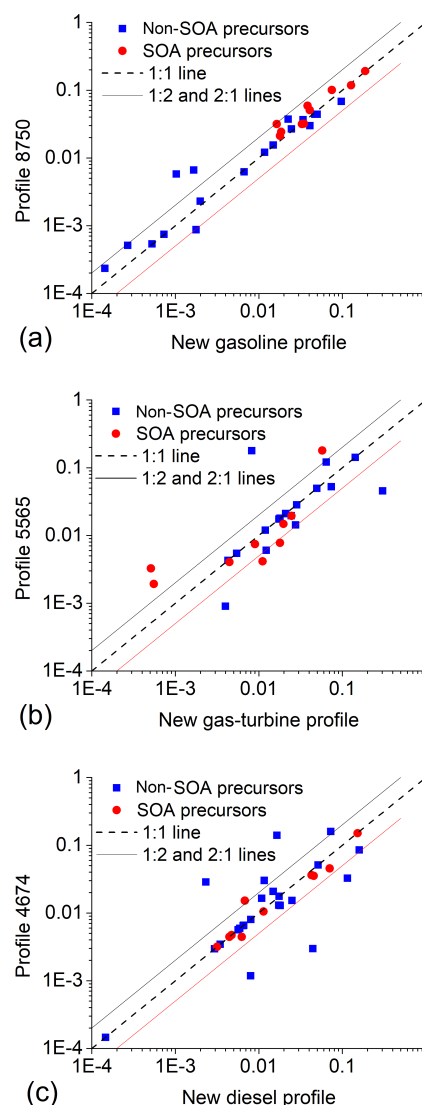 Non-SOA precursors
SOA precursors
1:1 line
1:2 and 2:1 lines
1
0.1
0.01
1E-3
1E-4
Profile 8750
1E-4 1E-3 0.01 0.1
(a) New gasoline profile
Non-SOA precursors
SOA precursors
1:1 line
1:2 and 2:1 lines
1
0.1
0.01
1E-3
1E-4
Profile 5565
1E-4 1E-3 0.01 0.1
(b) New gas-turbine profile
Non-SOA precursors
SOA precursors
1:1 line
1:2 and 2:1 lines
1
0.1
0.01
1E-3
1E-4
Profile 4674
1E-4 1E-3 0.01 0.1
(c) New diesel profile